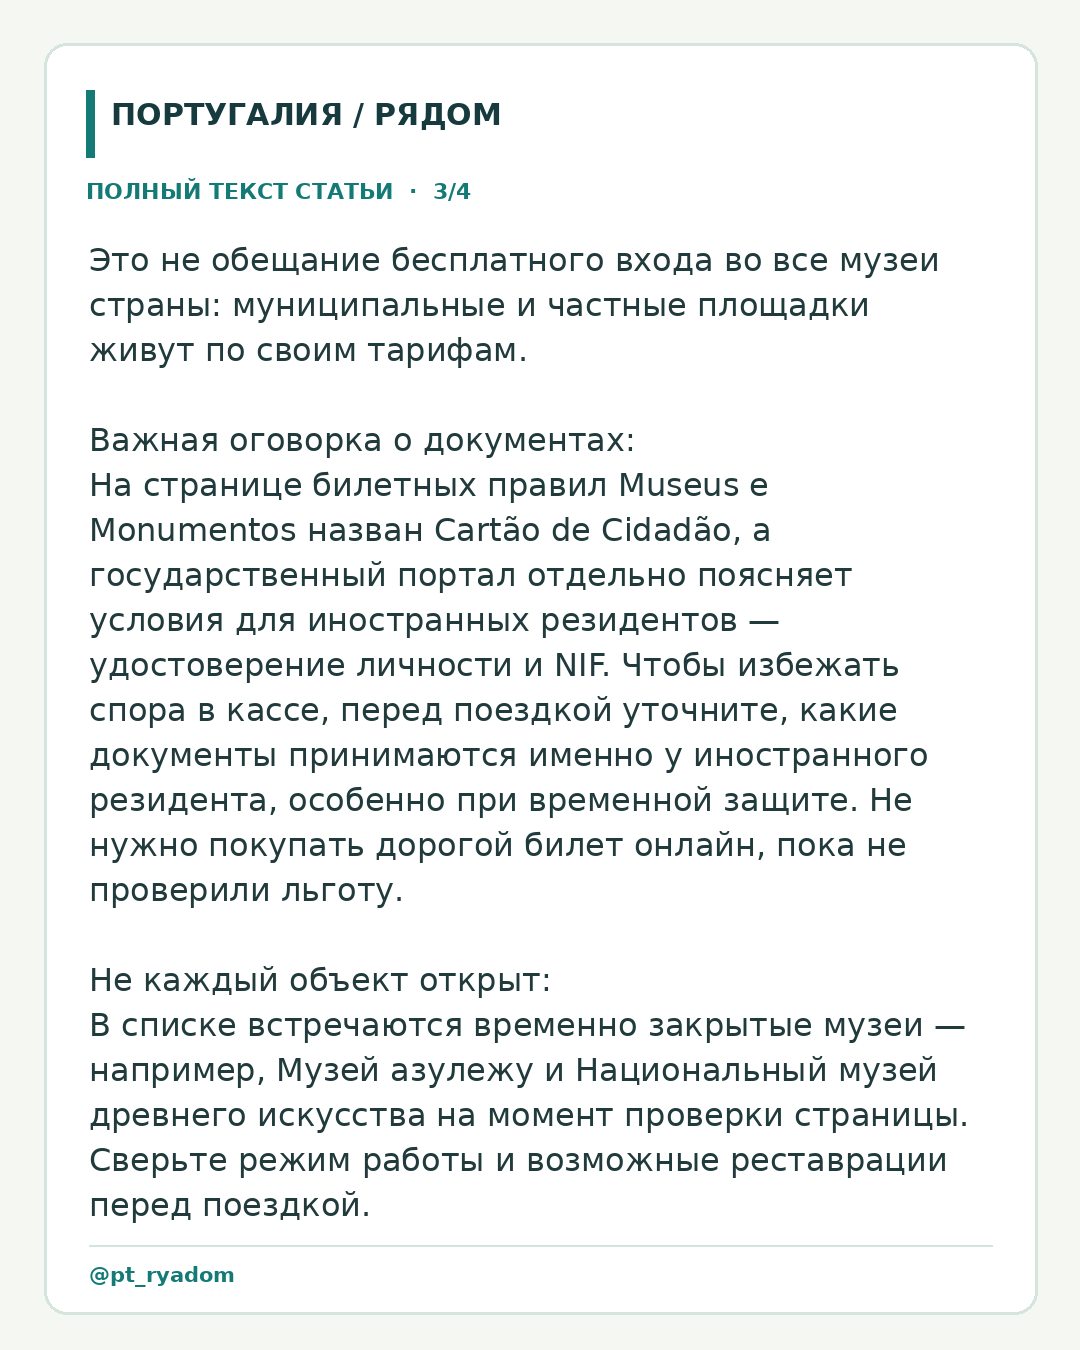 ПОРТУГАЛИЯ / РЯДОМ
ПОЛНЫЙ ТЕКСТ СТАТЬИ · 3/4
Это не обещание бесплатного входа во все музеи
страны: муниципальные и частные площадки
живут по своим тарифам.
Важная оговорка о документах:
На странице билетных правил Museus e
Monumentos назван Cartão de Cidadão, а
государственный портал отдельно поясняет
условия для иностранных резидентов —
удостоверение личности и NIF. Чтобы избежать
спора в кассе, перед поездкой уточните, какие
документы принимаются именно у иностранного
резидента, особенно при временной защите. Не
нужно покупать дорогой билет онлайн, пока не
проверили льготу.
Не каждый объект открыт:
В списке встречаются временно закрытые музеи —
например, Музей азулежу и Национальный музей
древнего искусства на момент проверки страницы.
Сверьте режим работы и возможные реставрации
перед поездкой.
@pt_ryadom